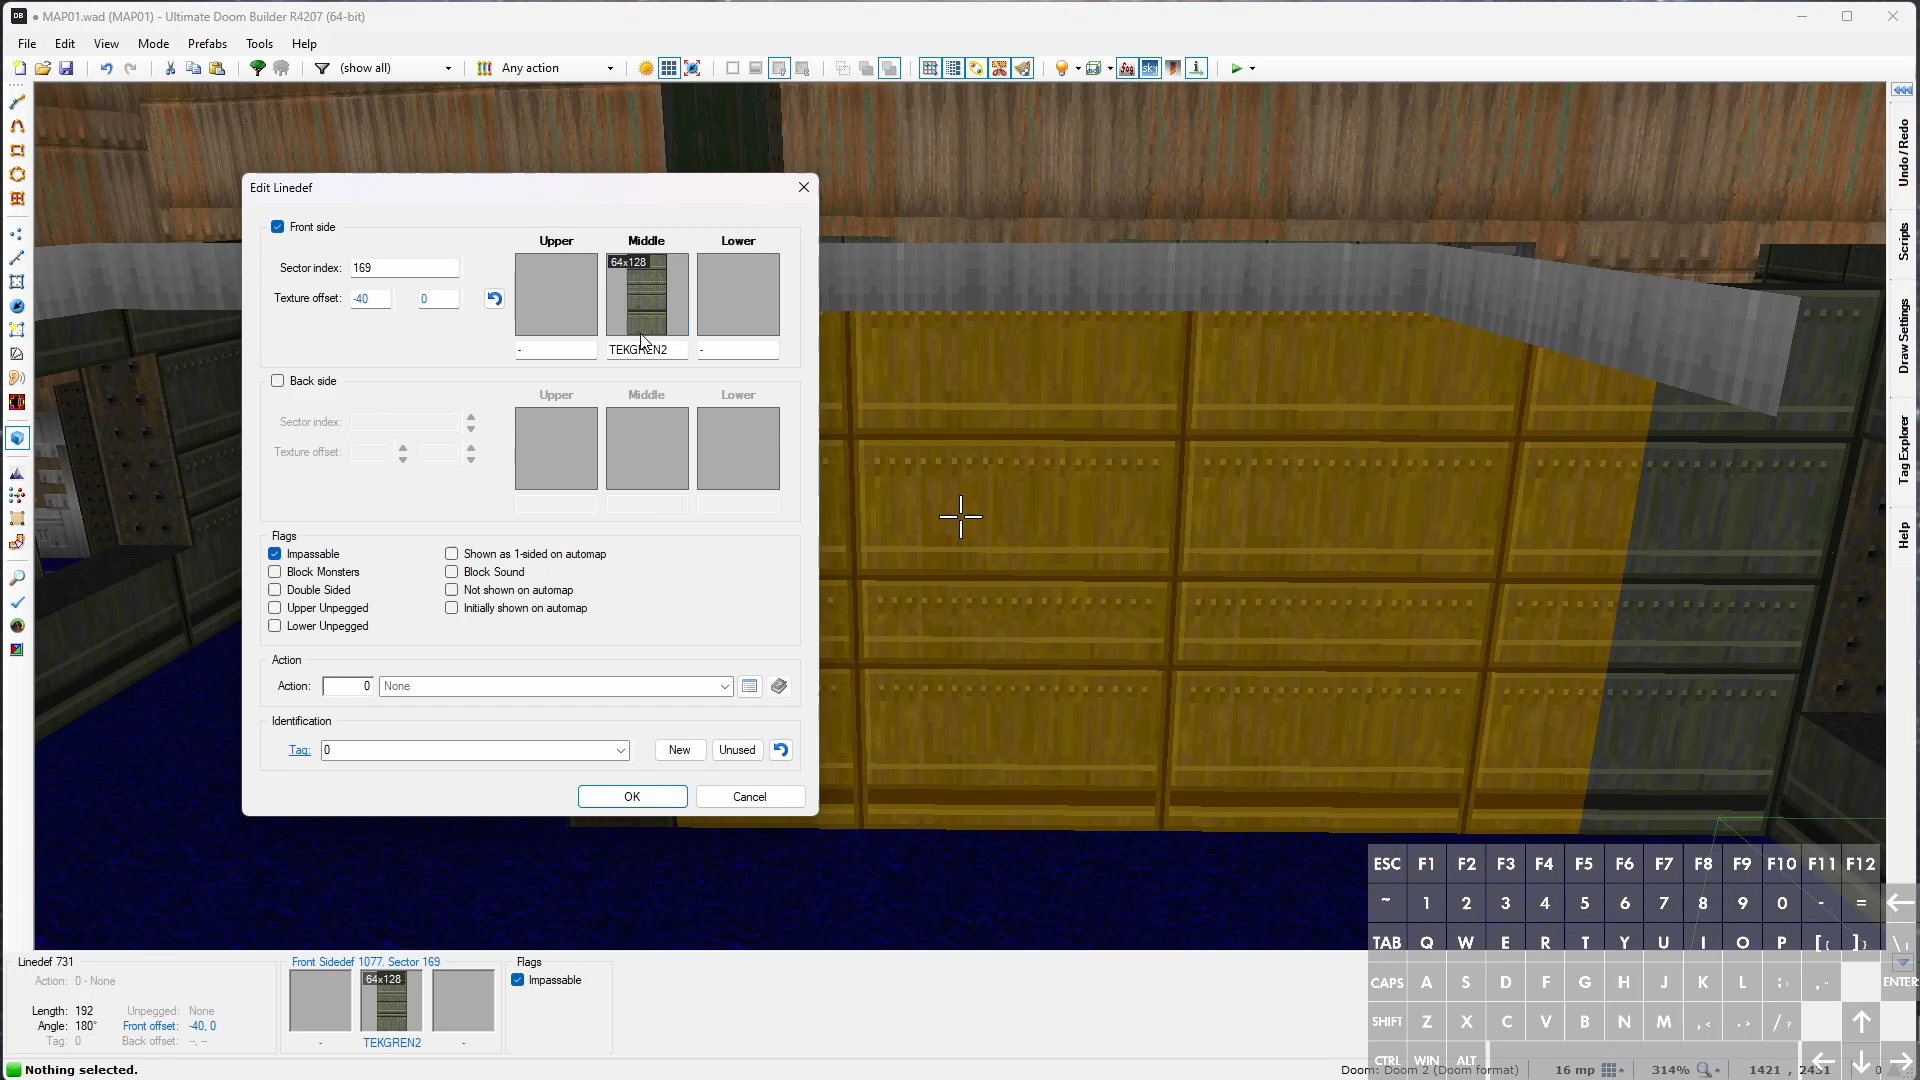 DB • MAP01.wad (MAP01) - Ultimate Doom Builder R4207 (64-bit)
File Edit View Mode Prefabs Tools Help
(show all) Any action
fog sky
Undo / Redo
Scripts
Draw Settings
Tag Explorer
Help
Edit Linedef
Front side
Upper Middle Lower
Sector index: 169
64x128
Texture offset: -40 0
- TEKGREN2 -
Back side
Upper Middle Lower
Sector index:
Texture offset:
Flags
Impassable Shown as 1-sided on automap
Block Monsters Block Sound
Double Sided Not shown on automap
Upper Unpegged Initially shown on automap
Lower Unpegged
Action
Action: 0 None
Identification
Tag: 0 New Unused
OK Cancel
ESC F1 F2 F3 F4 F5 F6 F7 F8 F9 F10 F11 F12
~ 1 2 3 4 5 6 7 8 9 0 - =
TAB Q W E R T Y U I O P [{ ]} \|
CAPS A S D F G H J K L ; ENTER
SHIFT Z X C V B N M ,< .> /?
CTRL WIN ALT
Linedef 731
Action: 0 - None
Length: 192 Unpegged: None
Angle: 180° Front offset: -40, 0
Tag: 0 Back offset: --, --
Front Sidedef 1077. Sector 169
64x128
- TEKGREN2 -
Flags
Impassable
Nothing selected.
Doom: Doom 2 (Doom format) 16 mp 314% 1421 , 2431 0